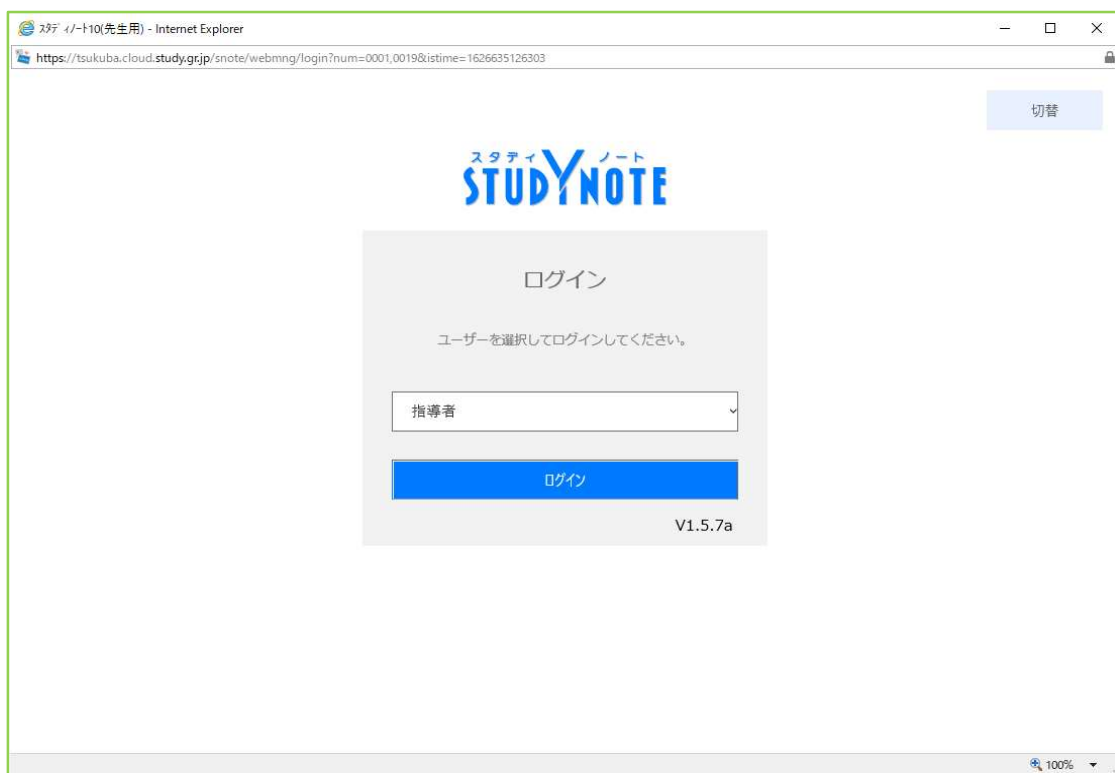 ｽﾀﾃﾞｨﾉｰﾄ10(先生用) - Internet Explorer
https://tsukuba.cloud.study.gr.jp/snote/webmng/login?num=0001,0019&istime=1626635126303
切替
スタディノート
STUDYNOTE
ログイン
ユーザーを選択してログインしてください。
指導者
ログイン
V1.5.7a
100%